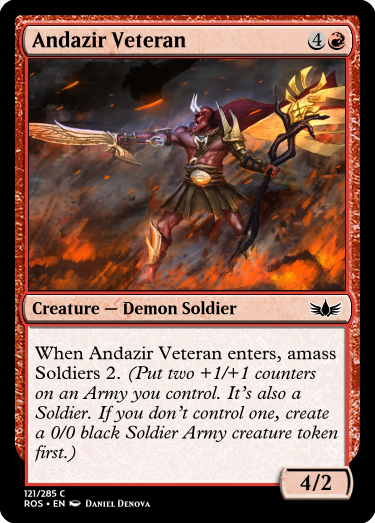 Andazir Veteran 4
Creature — Demon Soldier
When Andazir Veteran enters, amass
Soldiers 2. (Put two +1/+1 counters
on an Army you control. It's also a
Soldier. If you don't control one, create
a 0/0 black Soldier Army creature token
first.)
4/2
121/285 C
ROS • EN Daniel Denova